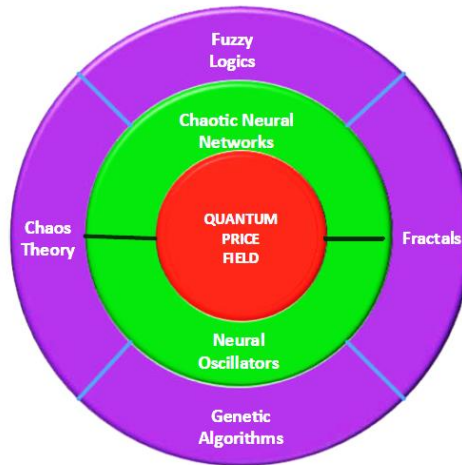 Fuzzy
Logics
Chaotic Neural
Networks
QUANTUM
PRICE
FIELD
Chaos
Theory
Fractals
Neural
Oscillators
Genetic
Algorithms